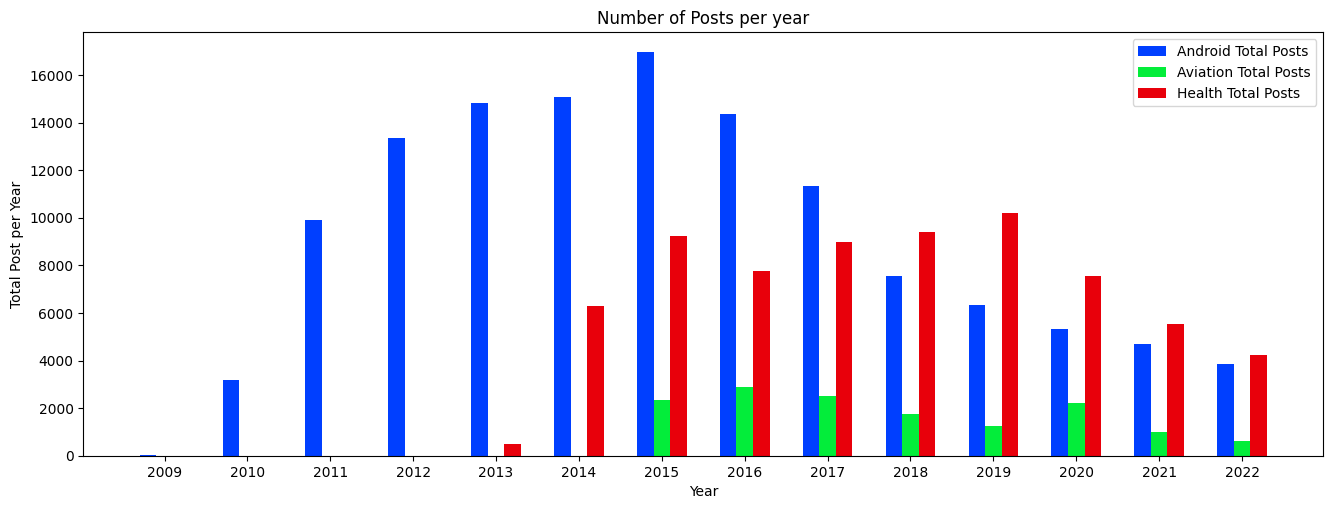 Number of Posts per year
Android Total Posts
Aviation Total Posts
Health Total Posts
Total Post per Year
16000
14000
12000
10000
8000
6000
4000
2000
0
2009 2010 2011 2012 2013 2014 2015 2016 2017 2018 2019 2020 2021 2022
Year